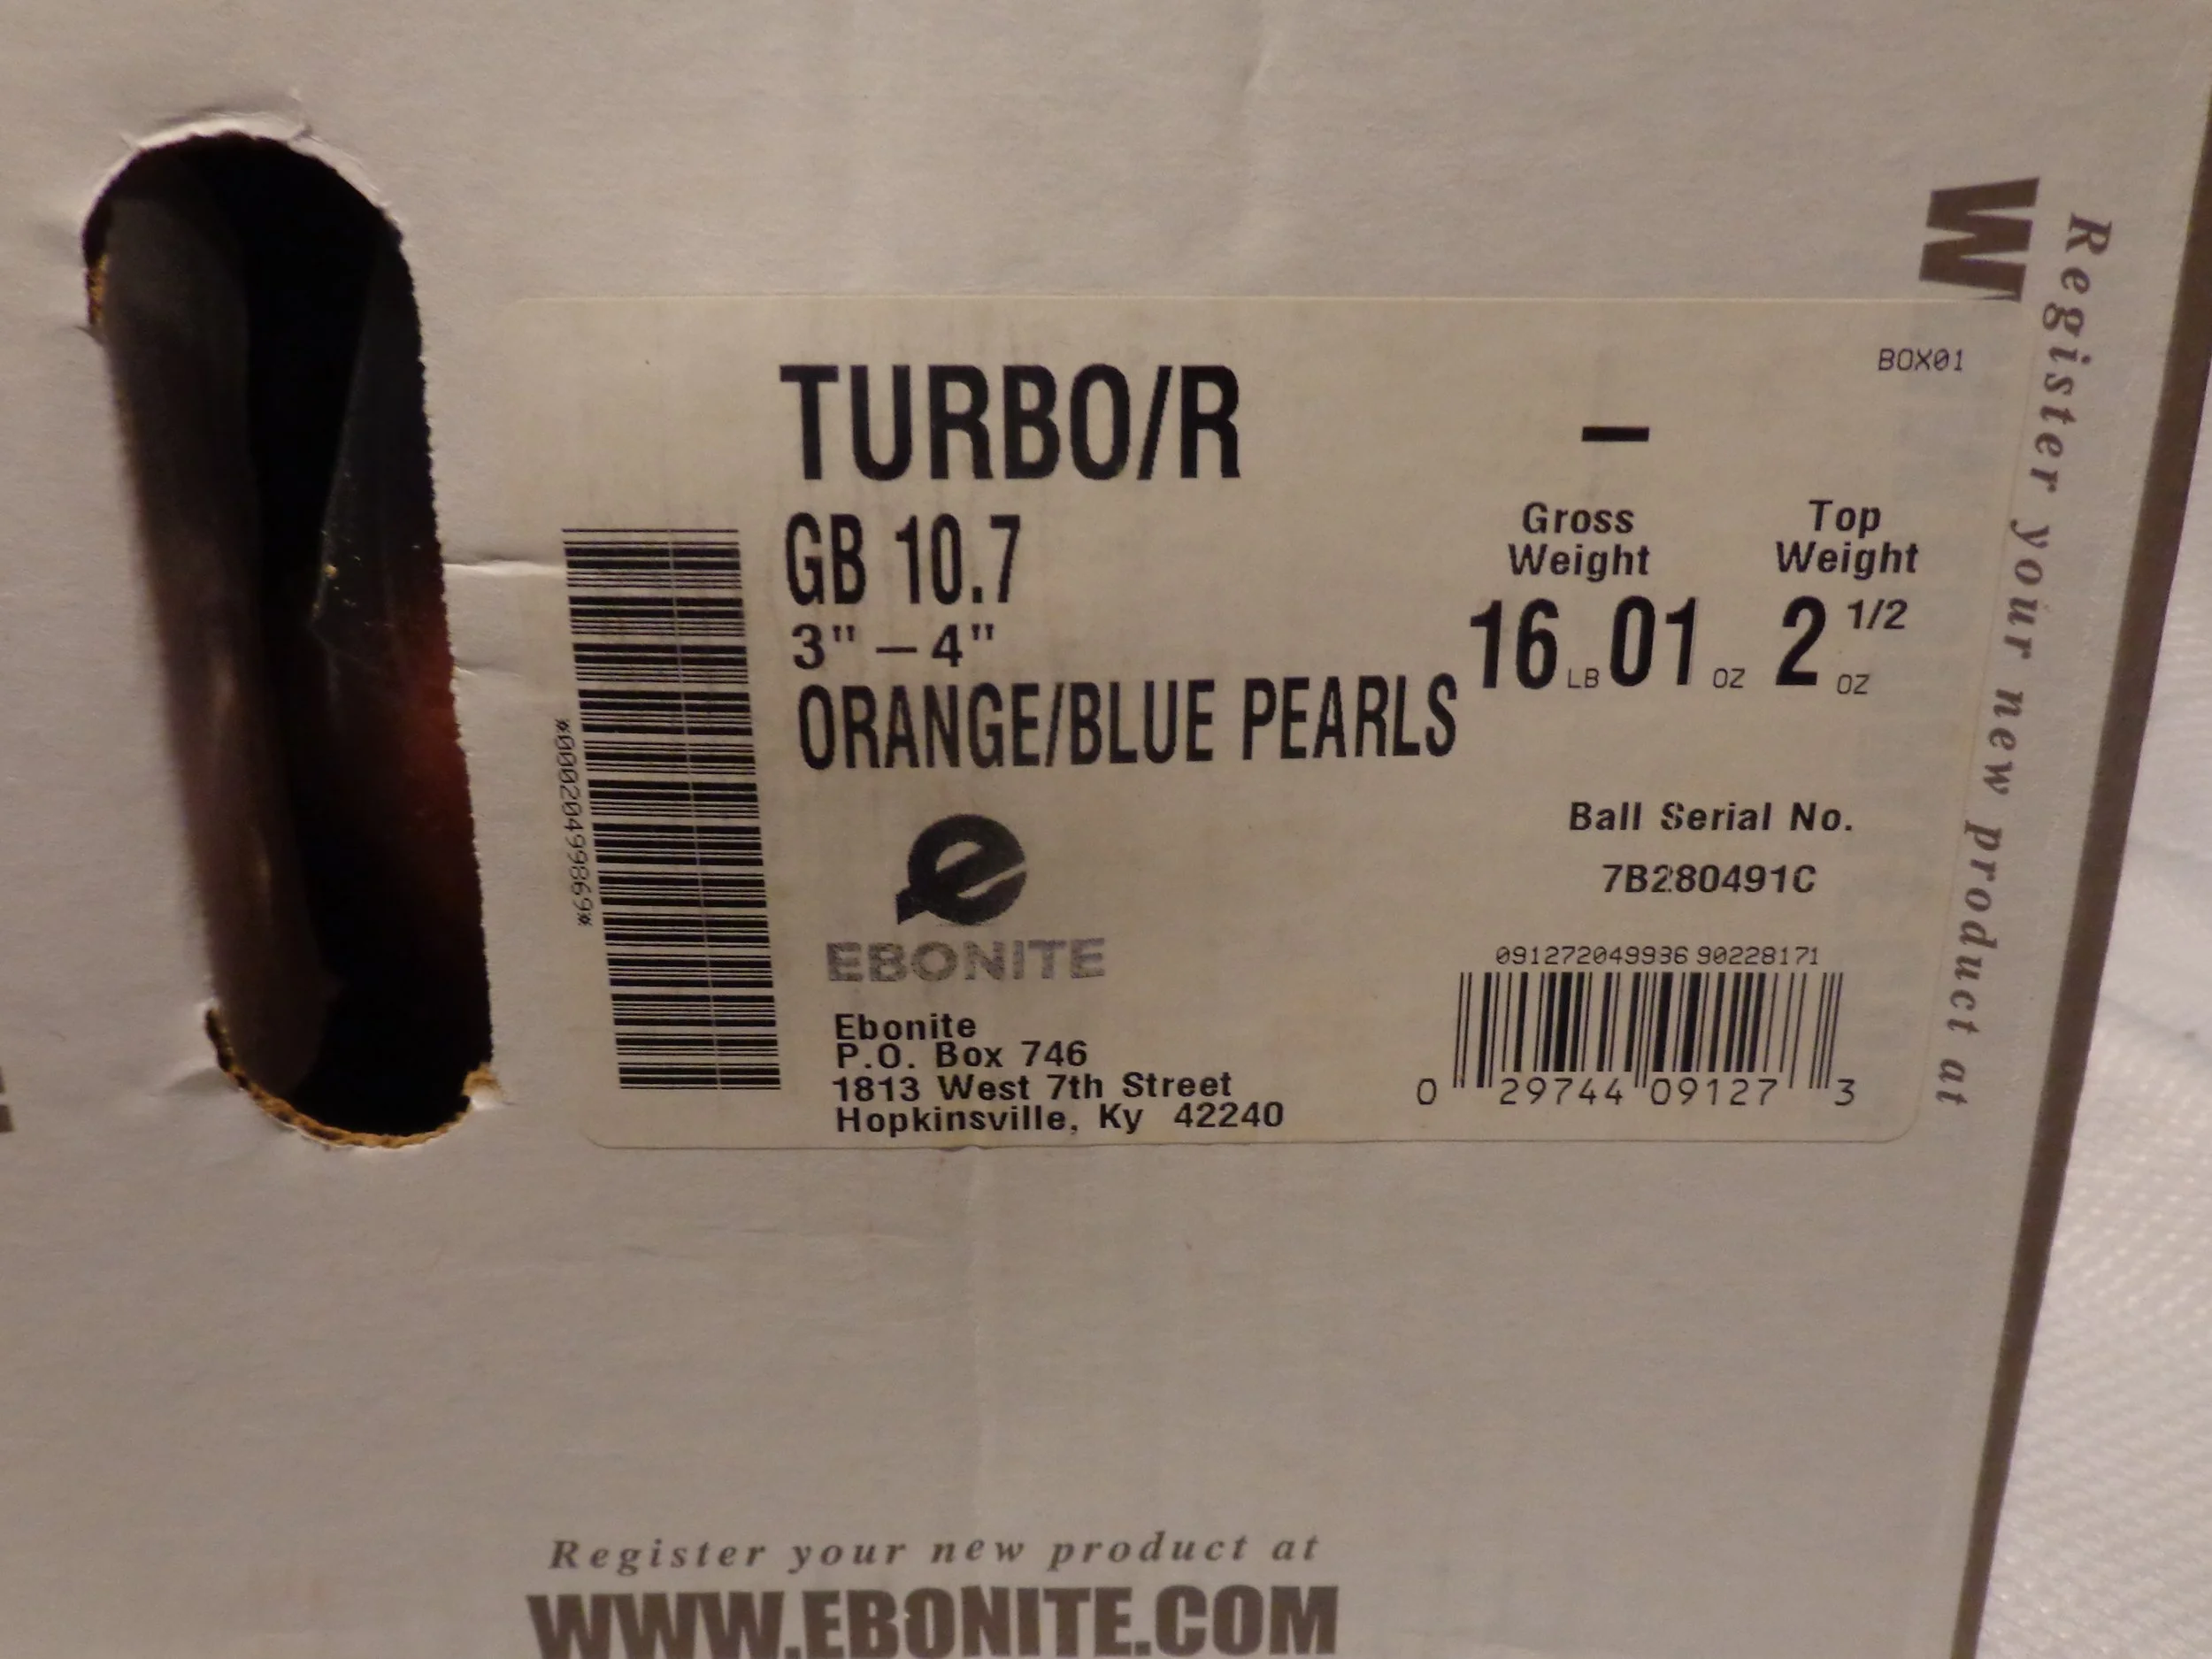 TURBO/R
GB 10.7
3" – 4"
ORANGE/BLUE PEARLS
BOX01
–
Gross Weight
Top Weight
16 LB 01 OZ
2 1/2 OZ
Ball Serial No.
7B280491C
091272049936 90228171
0 29744 09127 3
*00020499869*
e
EBONITE
Ebonite
P.O. Box 746
1813 West 7th Street
Hopkinsville, Ky 42240
Register your new product at
W
Register your new product at
WWW.EBONITE.COM